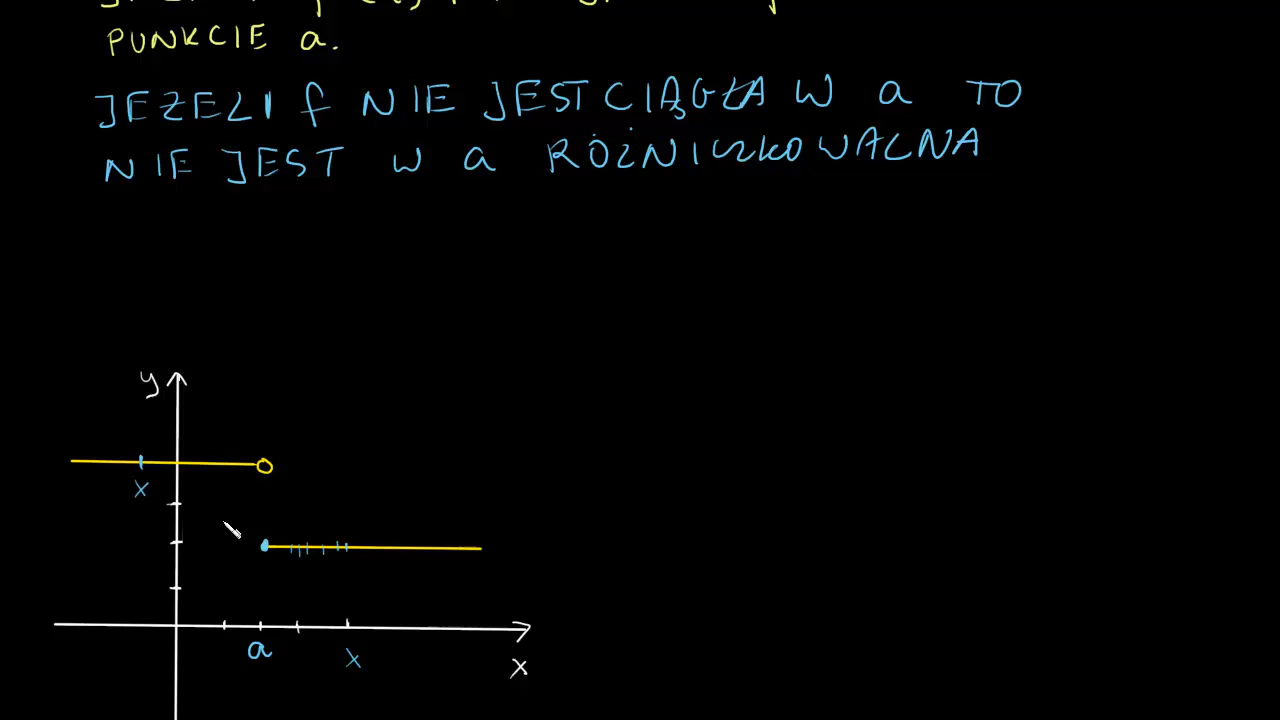 PUNKCIE a.
JEZELI f NIE JEST CIĄGŁA W a TO
NIE JEST W a RÓŻNICZKOWALNA
y
x
a
x
x